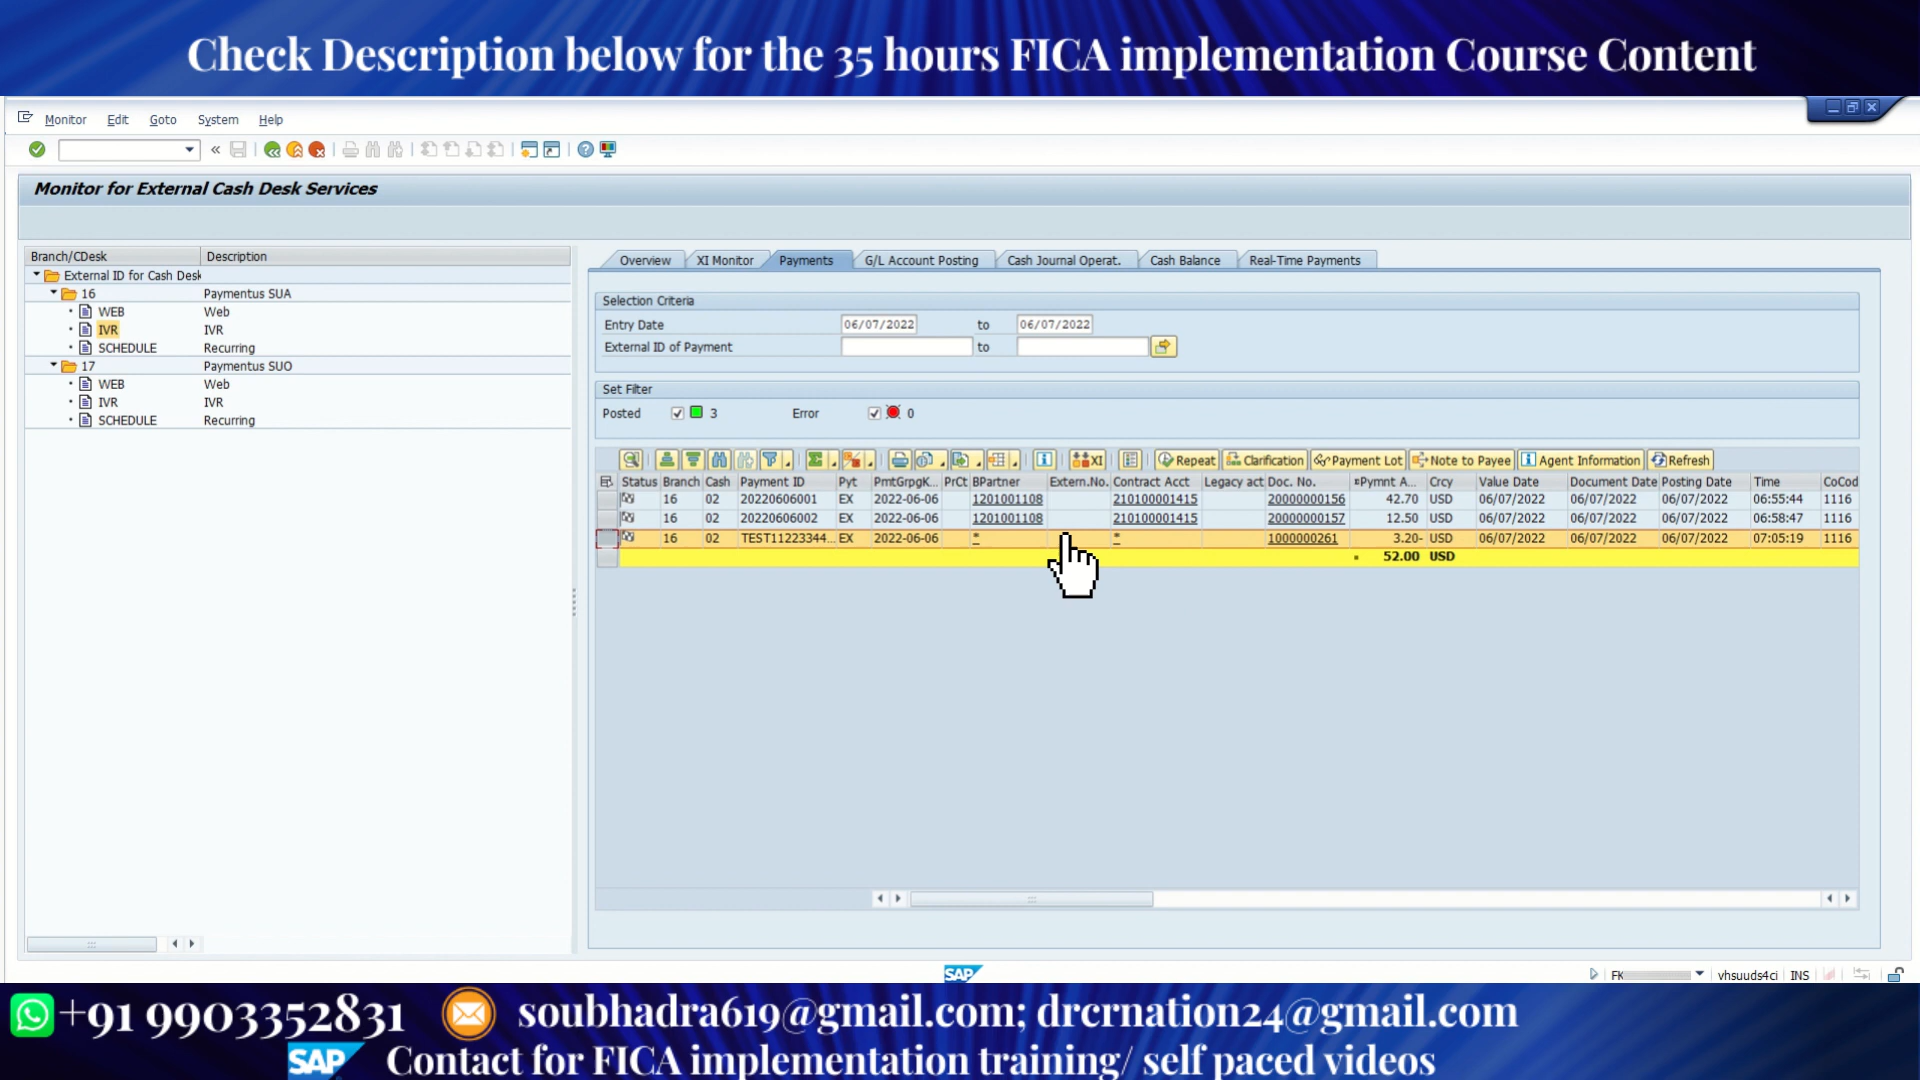 Check Description below for the 35 hours FICA implementation Course Content
Monitor Edit Goto System Help
Monitor for External Cash Desk Services
Branch/CDesk Description
External ID for Cash Desk
16 Paymentus SUA
WEB Web
IVR IVR
SCHEDULE Recurring
17 Paymentus SUO
WEB Web
IVR IVR
SCHEDULE Recurring
Overview XI Monitor Payments G/L Account Posting Cash Journal Operat. Cash Balance Real-Time Payments
Selection Criteria
Entry Date 06/07/2022 to 06/07/2022
External ID of Payment to
Set Filter
Posted 3 Error 0
XI Repeat Clarification Payment Lot Note to Payee Agent Information Refresh
Status Branch Cash Payment ID Pyt PmtGrpgK... PrCt BPartner Extern.No. Contract Acct Legacy act Doc. No. Pymnt A... Crcy Value Date Document Date Posting Date Time CoCod
16 02 20220606001 EX 2022-06-06 1201001108 210100001415 20000000156 42.70 USD 06/07/2022 06/07/2022 06/07/2022 06:55:44 1116
16 02 20220606002 EX 2022-06-06 1201001108 210100001415 20000000157 12.50 USD 06/07/2022 06/07/2022 06/07/2022 06:58:47 1116
16 02 TEST11223344... EX 2022-06-06 * * 1000000261 3.20- USD 06/07/2022 06/07/2022 06/07/2022 07:05:19 1116
52.00 USD
SAP
FK vhsuuds4ci INS
+91 9903352831 soubhadra619@gmail.com; drcrnation24@gmail.com
SAP Contact for FICA implementation training/ self paced videos